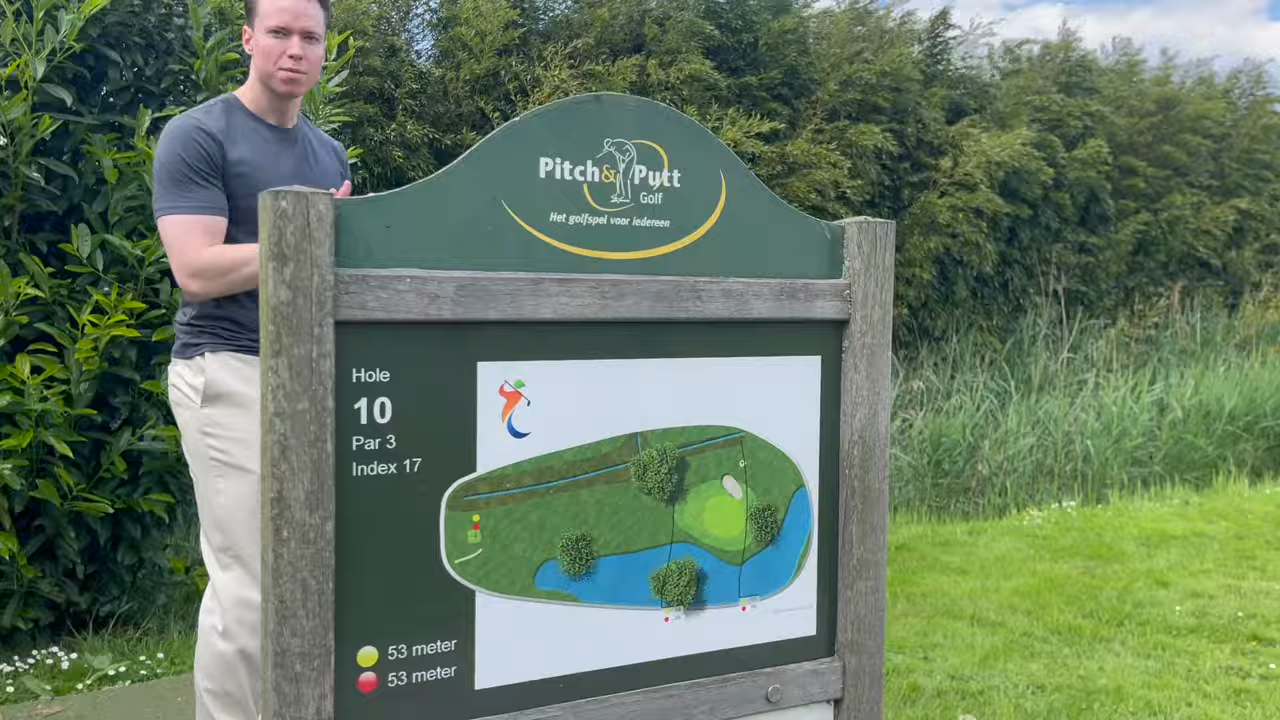 Pitch & Putt
Golf
Het golfspel voor iedereen
Hole
10
Par 3
Index 17
53 meter
53 meter